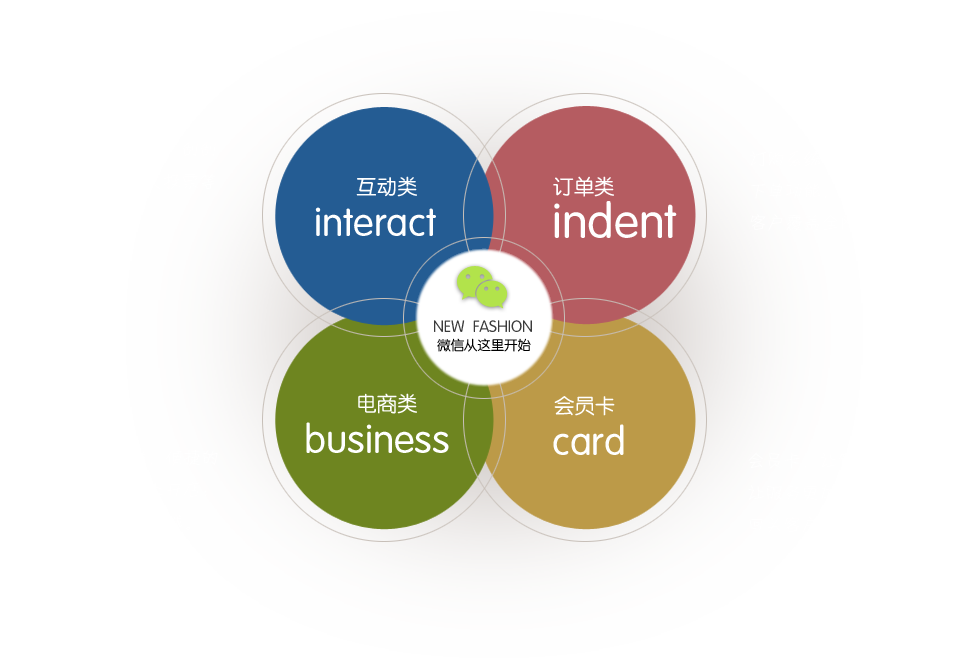 互动类
interact
订单类
indent
NEW FASHION
微信从这里开始
电商类
business
会员卡
card